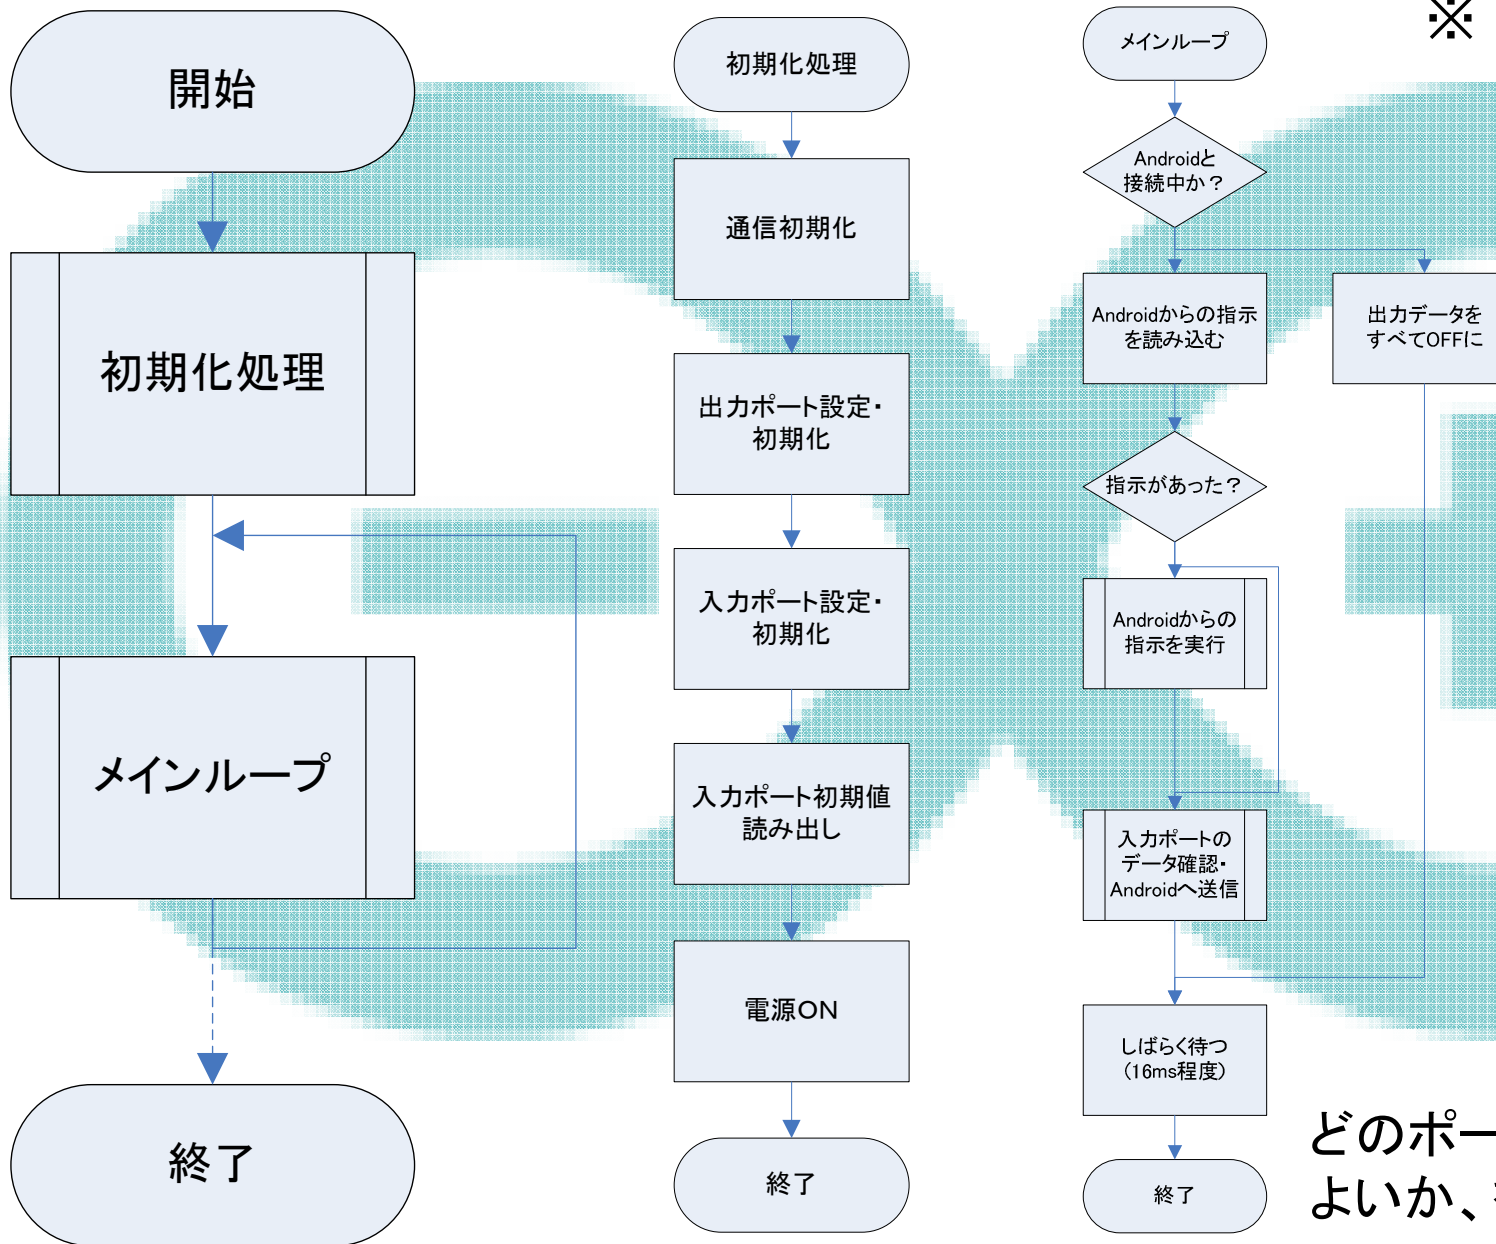 開始
初期化処理
メインループ
終了
初期化処理
通信初期化
出力ポート設定・
初期化
入力ポート設定・
初期化
入力ポート初期値
読み出し
電源ON
終了
メインループ
Androidと
接続中か？
Androidからの指示
を読み込む
出力データを
すべてOFFに
指示があった？
Androidからの
指示を実行
入力ポートの
データ確認・
Androidへ送信
しばらく待つ
(16ms程度)
終了
※
どのポー
よいか、